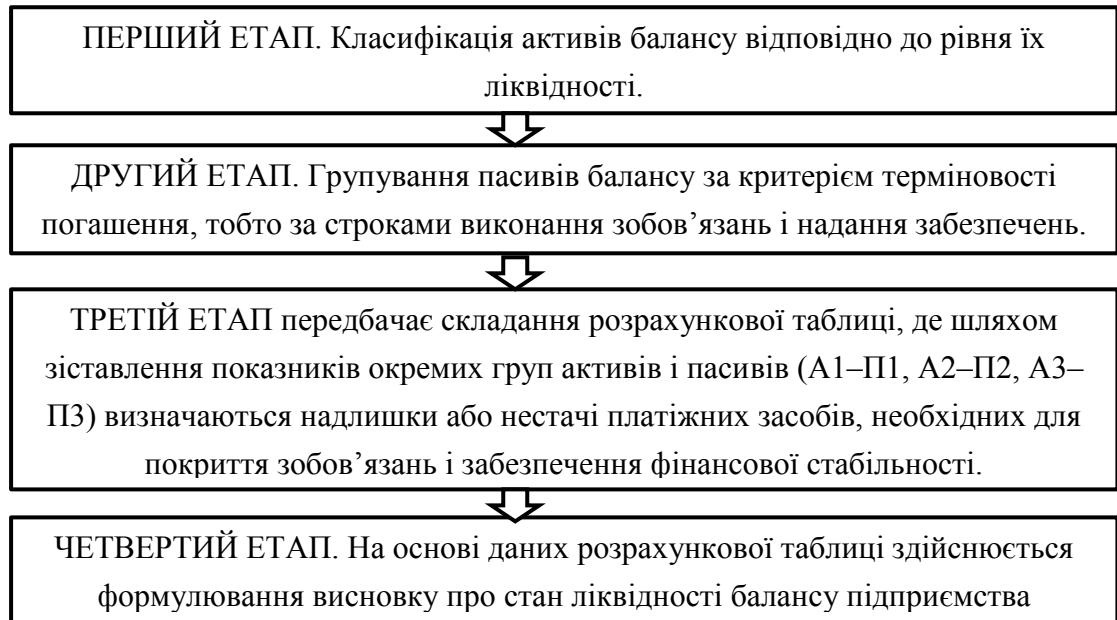 ПЕРШИЙ ЕТАП. Класифікація активів балансу відповідно до рівня їх
ліквідності.
ДРУГИЙ ЕТАП. Групування пасивів балансу за критерієм терміновості
погашення, тобто за строками виконання зобов’язань і надання забезпечень.
ТРЕТІЙ ЕТАП передбачає складання розрахункової таблиці, де шляхом
зіставлення показників окремих груп активів і пасивів (А1–П1, А2–П2, А3–
П3) визначаються надлишки або нестачі платіжних засобів, необхідних для
покриття зобов’язань і забезпечення фінансової стабільності.
ЧЕТВЕРТИЙ ЕТАП. На основі даних розрахункової таблиці здійснюється
формулювання висновку про стан ліквідності балансу підприємства